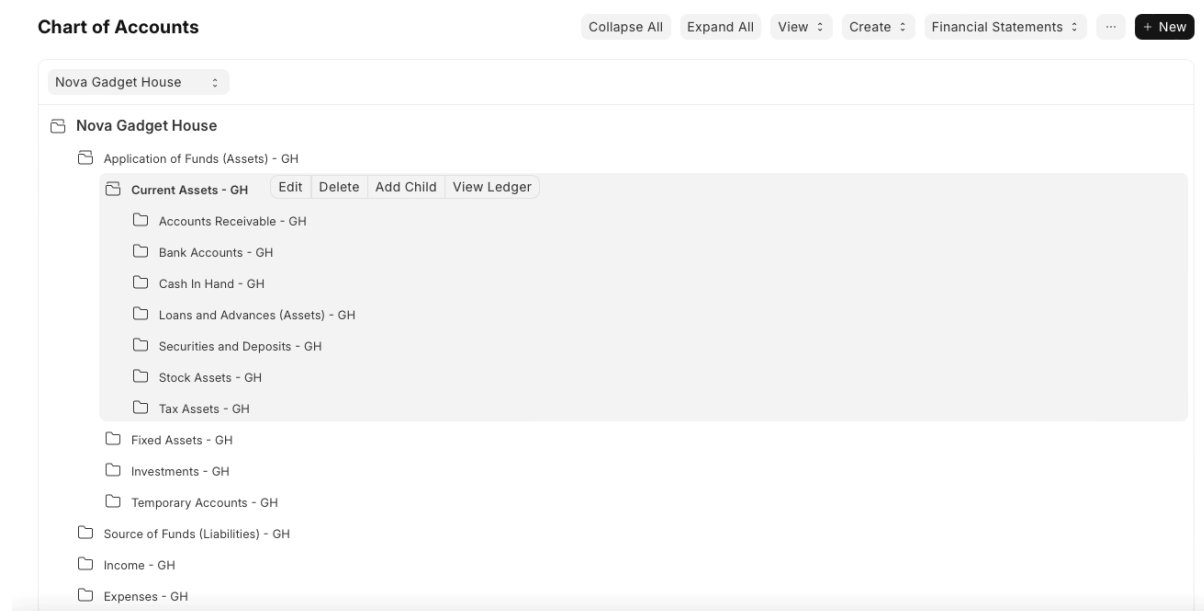 Chart of Accounts Collapse All Expand All View Create Financial Statements ... + New
Nova Gadget House
Nova Gadget House
Application of Funds (Assets) - GH
Current Assets - GH Edit Delete Add Child View Ledger
Accounts Receivable - GH
Bank Accounts - GH
Cash In Hand - GH
Loans and Advances (Assets) - GH
Securities and Deposits - GH
Stock Assets - GH
Tax Assets - GH
Fixed Assets - GH
Investments - GH
Temporary Accounts - GH
Source of Funds (Liabilities) - GH
Income - GH
Expenses - GH